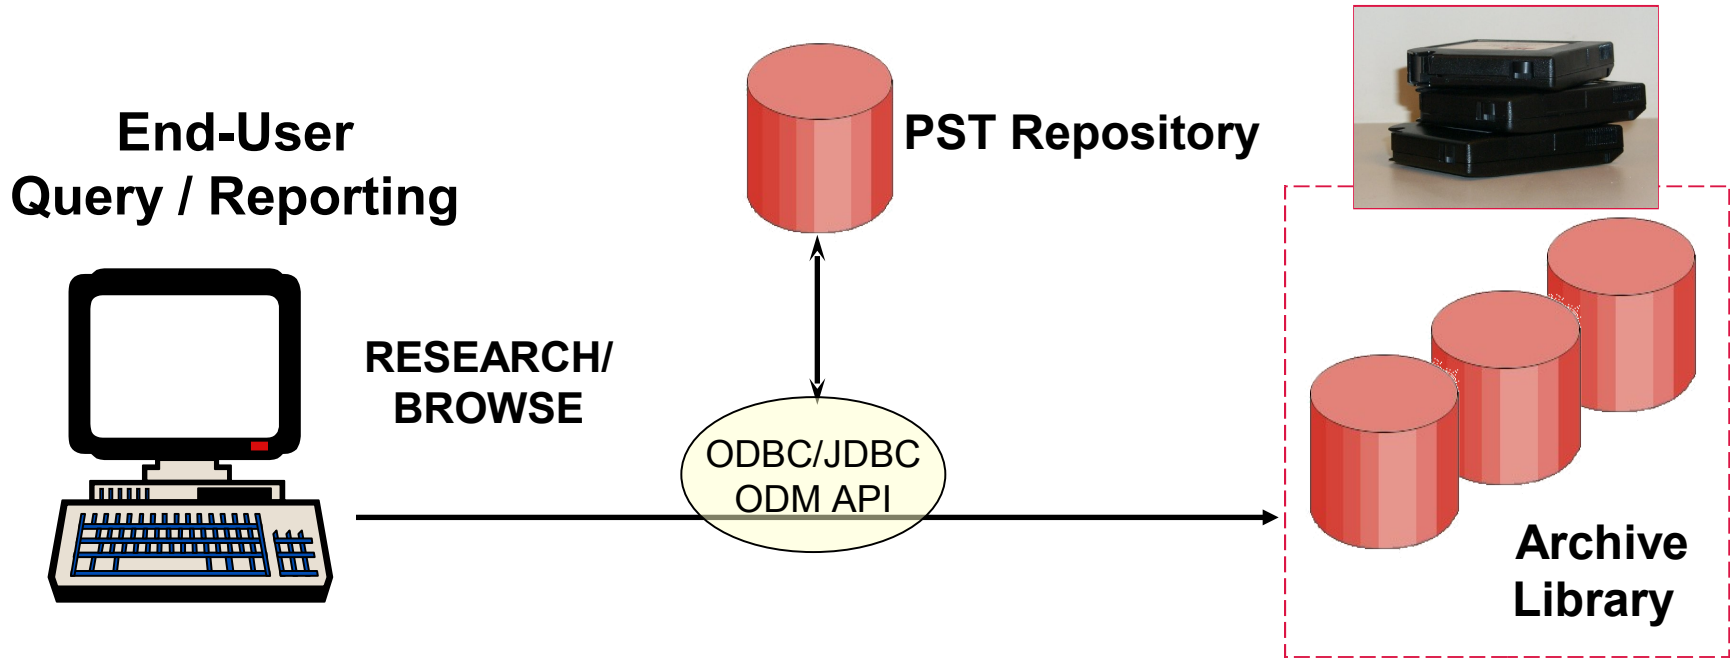 End-User
Query / Reporting
PST Repository
RESEARCH/
BROWSE
ODBC/JDBC
ODM API
Archive
Library